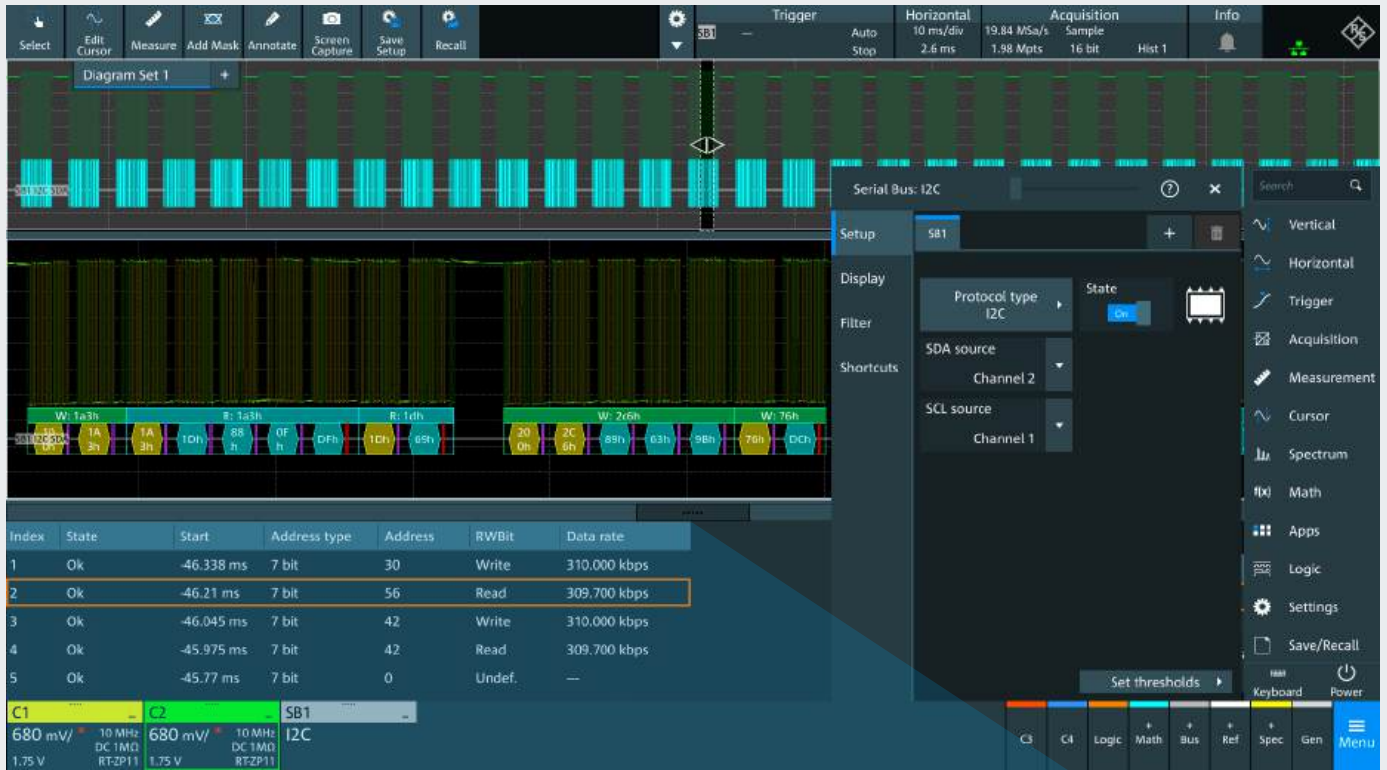 Select
Edit
Cursor
Measure
Add Mask
Annotate
Screen
Capture
Save
Setup
Recall
SB1
—
Trigger
Auto
Stop
Horizontal
10 ms/div
2.6 ms
Acquisition
19.84 MSa/s Sample
1.98 Mpts 16 bit Hist 1
Info
Diagram Set 1 +
SB1 I2C SDA
W: 1a3h R: 1a3h R: 1dh W: 2c6h W: 76h
1A
3h
1A
3h
1Dh
88
h
0F
h
DFh
1Dh
69h
20
0h
2C
6h
89h
63h
9Bh
76h
DCh
Index State Start Address type Address RWBit Data rate
1 Ok -46.338 ms 7 bit 30 Write 310.000 kbps
2 Ok -46.21 ms 7 bit 56 Read 309.700 kbps
3 Ok -46.045 ms 7 bit 42 Write 310.000 kbps
4 Ok -45.975 ms 7 bit 42 Read 309.700 kbps
5 Ok -45.77 ms 7 bit 0 Undef. —
Serial Bus: I2C
Setup
Display
Filter
Shortcuts
SB1
+
Protocol type
I2C
State
On
SDA source
Channel 2
SCL source
Channel 1
Set thresholds
Search
Vertical
Horizontal
Trigger
Acquisition
Measurement
Cursor
Spectrum
f(x) Math
Apps
Logic
Settings
Save/Recall
Keyboard Power
C1
680 mV/ 10 MHz
DC 1MΩ
1.75 V RT-ZP11
C2
680 mV/ 10 MHz
DC 1MΩ
1.75 V RT-ZP11
SB1
I2C
C3
C4
Logic
+
Math
+
Bus
+
Ref
+
Spec
Gen
Menu